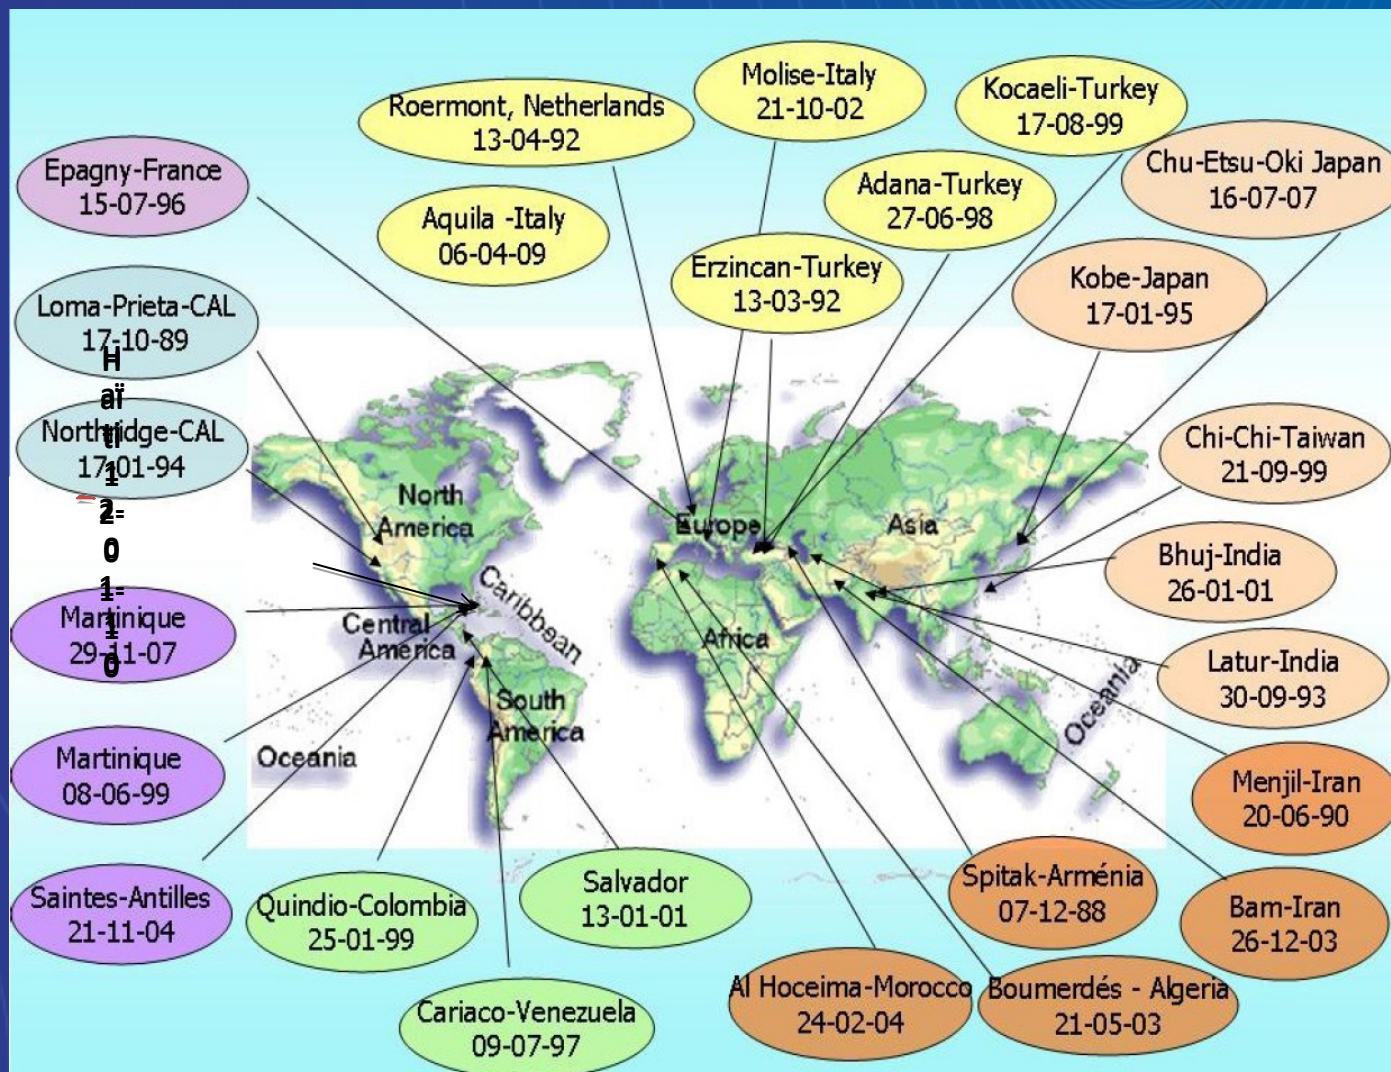 Molise-Italy
21-10-02
Kocaeli-Turkey
17-08-99
Roermont, Netherlands
13-04-92
Epagny-France
15-07-96
Chu-Etsu-Oki Japan
16-07-07
Adana-Turkey
27-06-98
Aquila -Italy
06-04-09
Erzincan-Turkey
13-03-92
Kobe-Japan
17-01-95
Loma-Prieta-CAL
17-10-89
Haïti 12-01-10
Northridge-CAL
17-01-94
Chi-Chi-Taiwan
21-09-99
North
America
Europe
Asia
Bhuj-India
26-01-01
Caribbean
Martinique
29-11-07
Central
America
Africa
Latur-India
30-09-93
South
America
Oceania
Oceania
Martinique
08-06-99
Menjil-Iran
20-06-90
Saintes-Antilles
21-11-04
Quindio-Colombia
25-01-99
Salvador
13-01-01
Spitak-Arménia
07-12-88
Bam-Iran
26-12-03
Cariaco-Venezuela
09-07-97
Al Hoceima-Morocco
24-02-04
Boumerdés - Algeria
21-05-03